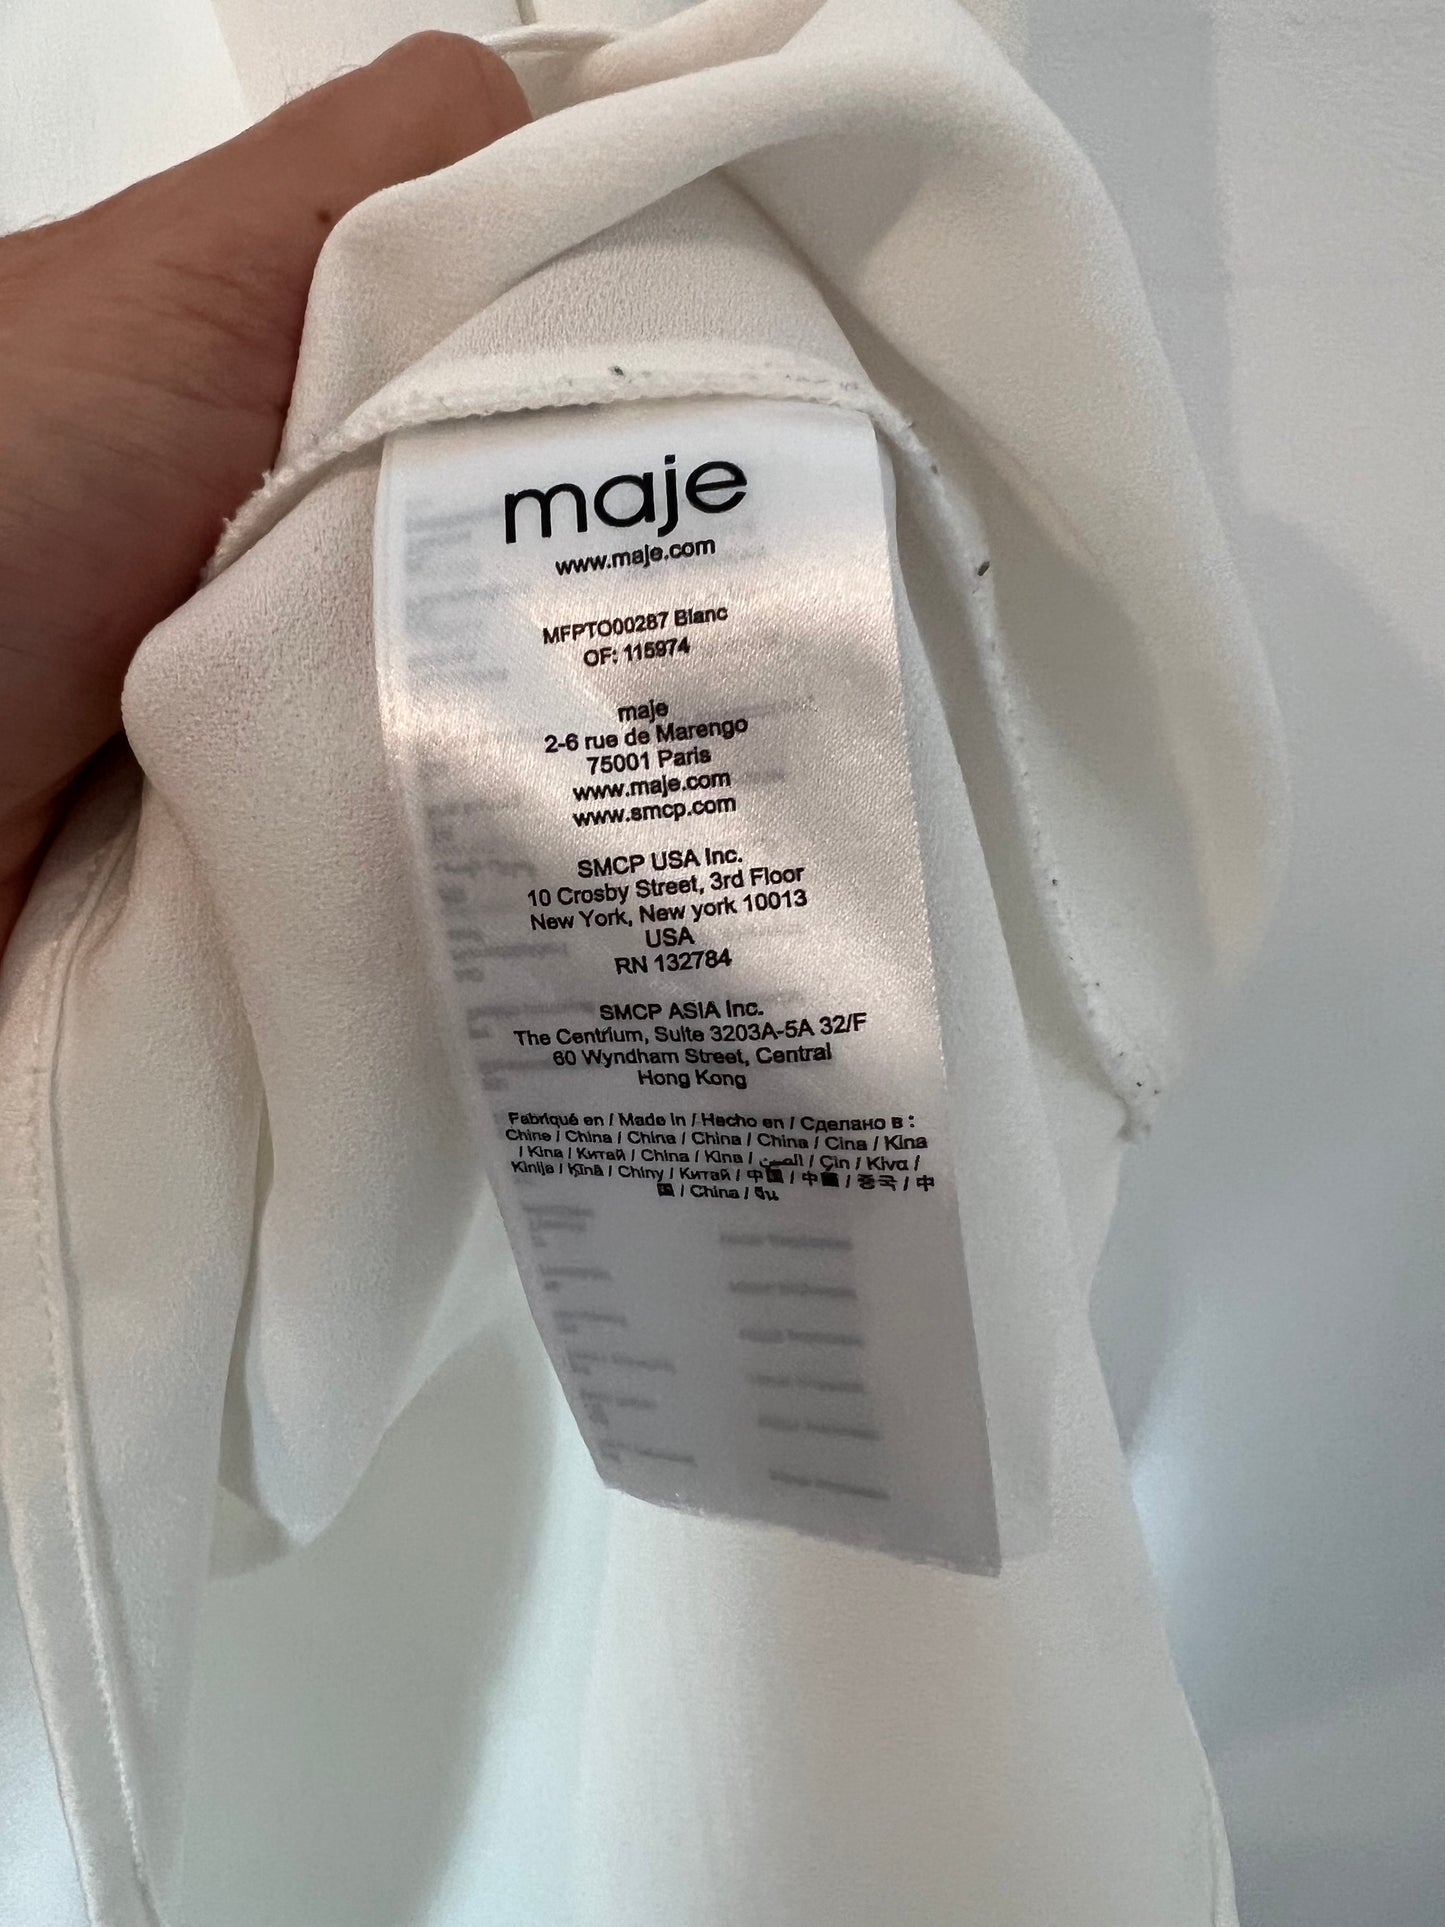 maje
www.maje.com
MFPTO00287 Blanc
OF: 115974
maje
2-6 rue de Marengo
75001 Paris
www.maje.com
www.smcp.com
SMCP USA Inc.
10 Crosby Street, 3rd Floor
New York, New york 10013
USA
RN 132784
SMCP ASIA Inc.
The Centrium, Suite 3203A-5A 32/F
60 Wyndham Street, Central
Hong Kong
Fabriqué en / Made in / Hecho en / Сделано в :
Chine / China / China / China / China / Cina / Kina
/ Kina / Китай / China / Kina / الصين / Çin / Kiva /
Kinija / Ķīnā / Chiny / Китай / 中国 / 中國 / 중국 / 中
国 / China / จีน